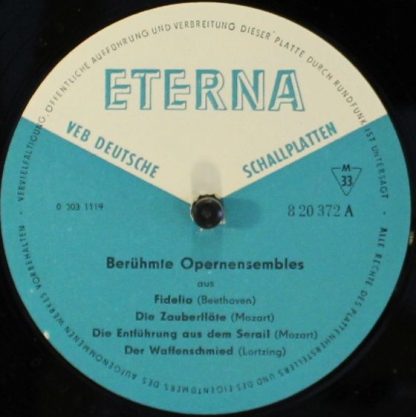 ETERNA
VEB DEUTSCHE SCHALLPLATTEN
M
33
0 303 1119
8 20 372 A
Berühmte Opernensembles
aus
Fidelio (Beethoven)
Die Zauberflöte (Mozart)
Die Entführung aus dem Serail (Mozart)
Der Waffenschmied (Lortzing)
ALLE RECHTE DES PLATTENHERSTELLERS UND DES EIGENTÜMERS DES AUFGENOMMENEN WERKES VORBEHALTEN · VERVIELFÄLTIGUNG, ÖFFENTLICHE AUFFÜHRUNG UND VERBREITUNG DIESER PLATTE DURCH RUNDFUNK IST UNTERSAGT ·